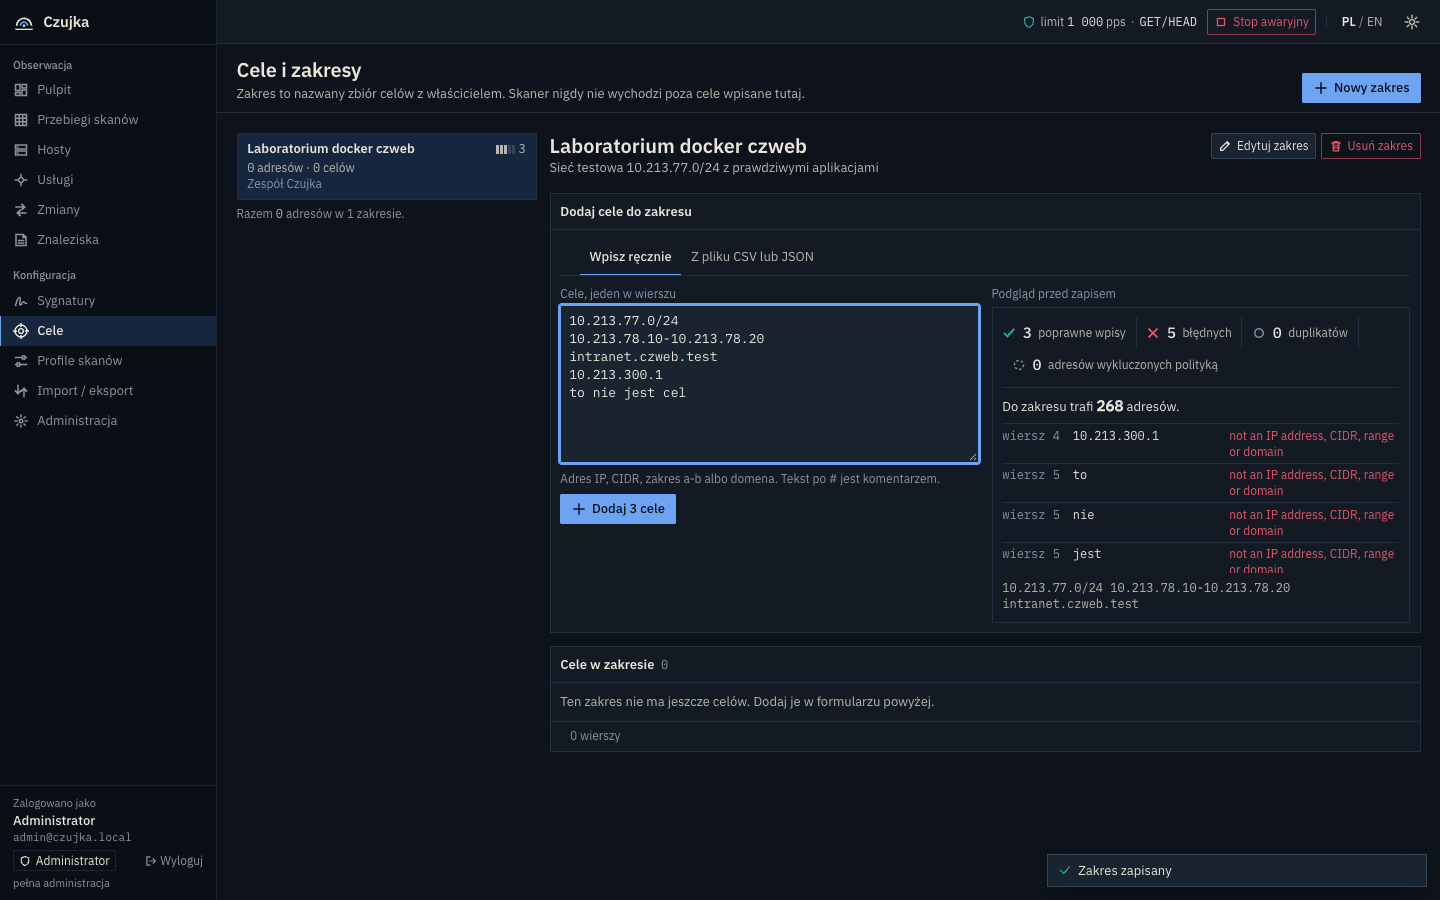 Czujka
limit 1 000 pps · GET/HEAD
Stop awaryjny
PL / EN
Obserwacja
Pulpit
Przebiegi skanów
Hosty
Usługi
Zmiany
Znaleziska
Konfiguracja
Sygnatury
Cele
Profile skanów
Import / eksport
Administracja
Zalogowano jako
Administrator
admin@czujka.local
Administrator
Wyloguj
pełna administracja
Cele i zakresy
Zakres to nazwany zbiór celów z właścicielem. Skaner nigdy nie wychodzi poza cele wpisane tutaj.
Nowy zakres
Laboratorium docker czweb 3
0 adresów · 0 celów
Zespół Czujka
Razem 0 adresów w 1 zakresie.
Laboratorium docker czweb
Sieć testowa 10.213.77.0/24 z prawdziwymi aplikacjami
Edytuj zakres
Usuń zakres
Dodaj cele do zakresu
Wpisz ręcznie
Z pliku CSV lub JSON
Cele, jeden w wierszu
10.213.77.0/24
10.213.78.10-10.213.78.20
intranet.czweb.test
10.213.300.1
to nie jest cel
Adres IP, CIDR, zakres a-b albo domena. Tekst po # jest komentarzem.
Dodaj 3 cele
Podgląd przed zapisem
3 poprawne wpisy
5 błędnych
0 duplikatów
0 adresów wykluczonych polityką
Do zakresu trafi 268 adresów.
wiersz 4 10.213.300.1 not an IP address, CIDR, range
or domain
wiersz 5 to not an IP address, CIDR, range
or domain
wiersz 5 nie not an IP address, CIDR, range
or domain
wiersz 5 jest not an IP address, CIDR, range
or domain
10.213.77.0/24 10.213.78.10-10.213.78.20
intranet.czweb.test
Cele w zakresie 0
Ten zakres nie ma jeszcze celów. Dodaj je w formularzu powyżej.
0 wierszy
Zakres zapisany